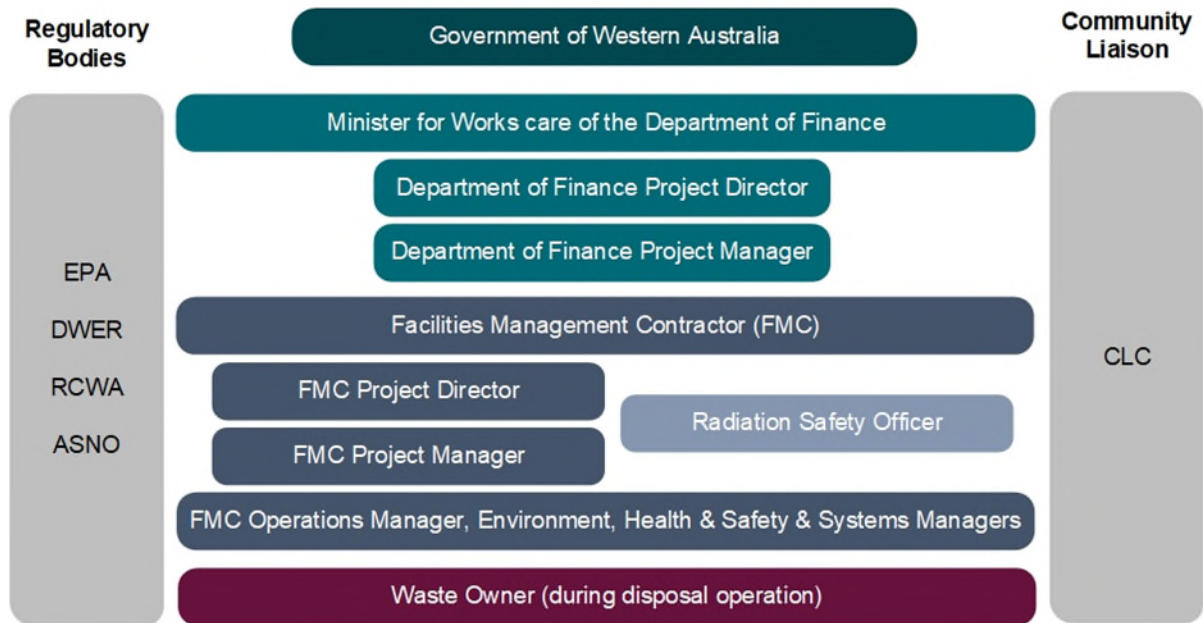 Regulatory
Bodies
Government of Western Australia
Community
Liaison
Minister for Works care of the Department of Finance
Department of Finance Project Director
Department of Finance Project Manager
EPA
DWER
RCWA
ASNO
Facilities Management Contractor (FMC)
CLC
FMC Project Director
Radiation Safety Officer
FMC Project Manager
FMC Operations Manager, Environment, Health & Safety & Systems Managers
Waste Owner (during disposal operation)